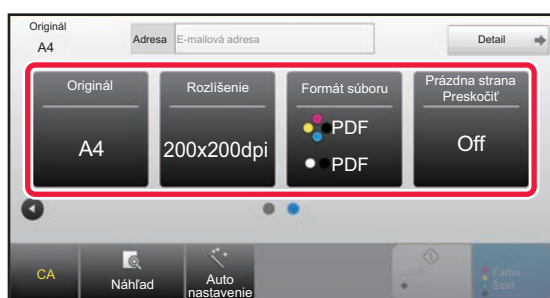 Originál
A4
Adresa
E-mailová adresa
Detail
Originál
A4
Rozlíšenie
200x200dpi
Formát súboru
PDF
PDF
Prázdna strana
Preskočiť
Off
CA
Náhľad
Auto
nastavenie
Štart
Farba
Štart